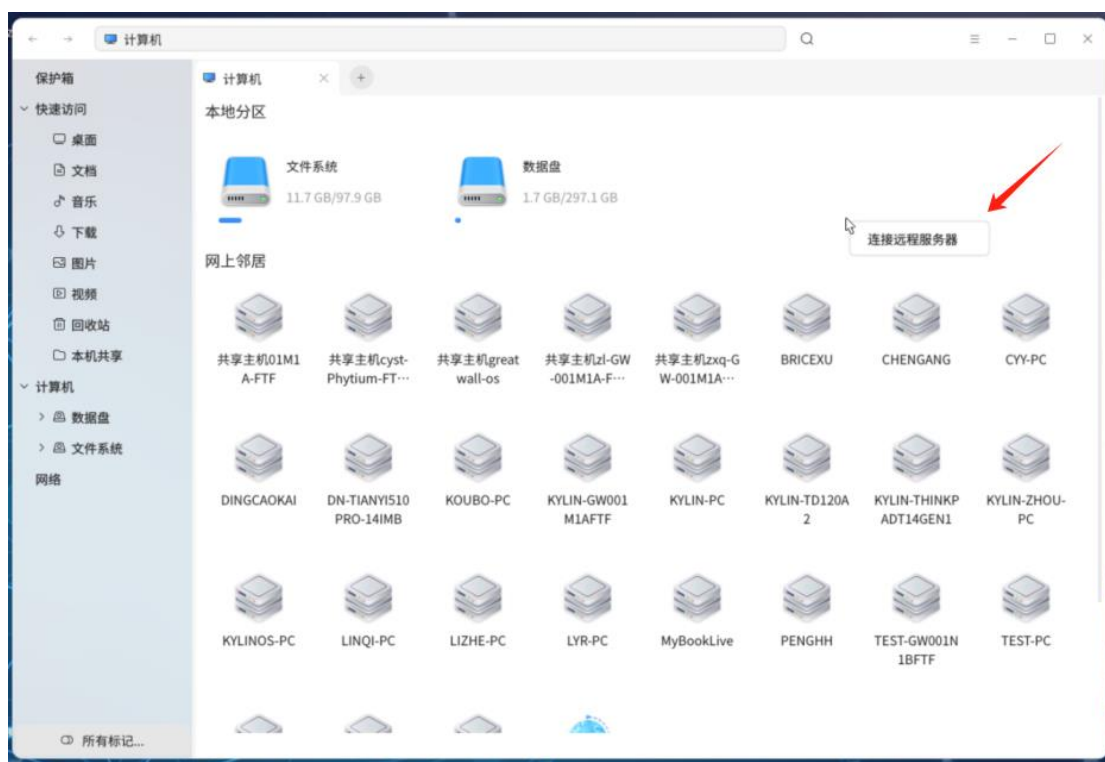 计算机
保护箱
快速访问
桌面
文档
音乐
下载
图片
视频
回收站
本机共享
计算机
数据盘
文件系统
网络
所有标记...
计算机
本地分区
文件系统
11.7 GB/97.9 GB
数据盘
1.7 GB/297.1 GB
连接远程服务器
网上邻居
共享主机01M1
A-FTF
共享主机cyst-
Phytium-FT···
共享主机great
wall-os
共享主机zl-GW
-001M1A-F···
共享主机zxq-G
W-001M1A···
BRICEXU
CHENGANG
CYY-PC
DINGCAOKAI
DN-TIANYI510
PRO-14IMB
KOUBO-PC
KYLIN-GW001
M1AFTF
KYLIN-PC
KYLIN-TD120A
2
KYLIN-THINKP
ADT14GEN1
KYLIN-ZHOU-
PC
KYLINOS-PC
LINQI-PC
LIZHE-PC
LYR-PC
MyBookLive
PENGHH
TEST-GW001N
1BFTF
TEST-PC